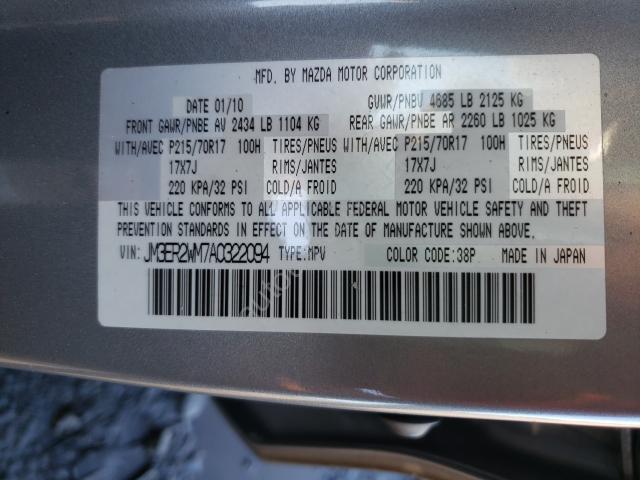 MFD. BY MAZDA MOTOR CORPORATION
DATE 01/10 GVWR/PNBV 4685 LB 2125 KG
FRONT GAWR/PNBE AV 2434 LB 1104 KG REAR GAWR/PNBE AR 2260 LB 1025 KG
WITH/AVEC P215/70R17 100H TIRES/PNEUS WITH/AVEC P215/70R17 100H TIRES/PNEUS
17X7J RIMS/JANTES 17X7J RIMS/JANTES
220 KPA/32 PSI COLD/A FROID 220 KPA/32 PSI COLD/A FROID
THIS VEHICLE CONFORMS TO ALL APPLICABLE FEDERAL MOTOR VEHICLE SAFETY AND THEFT
PREVENTION STANDARDS IN EFFECT ON THE DATE OF MANUFACTURE SHOWN ABOVE.
VIN: JM3ER2WM7A0322094 TYPE:MPV COLOR CODE:38P MADE IN JAPAN